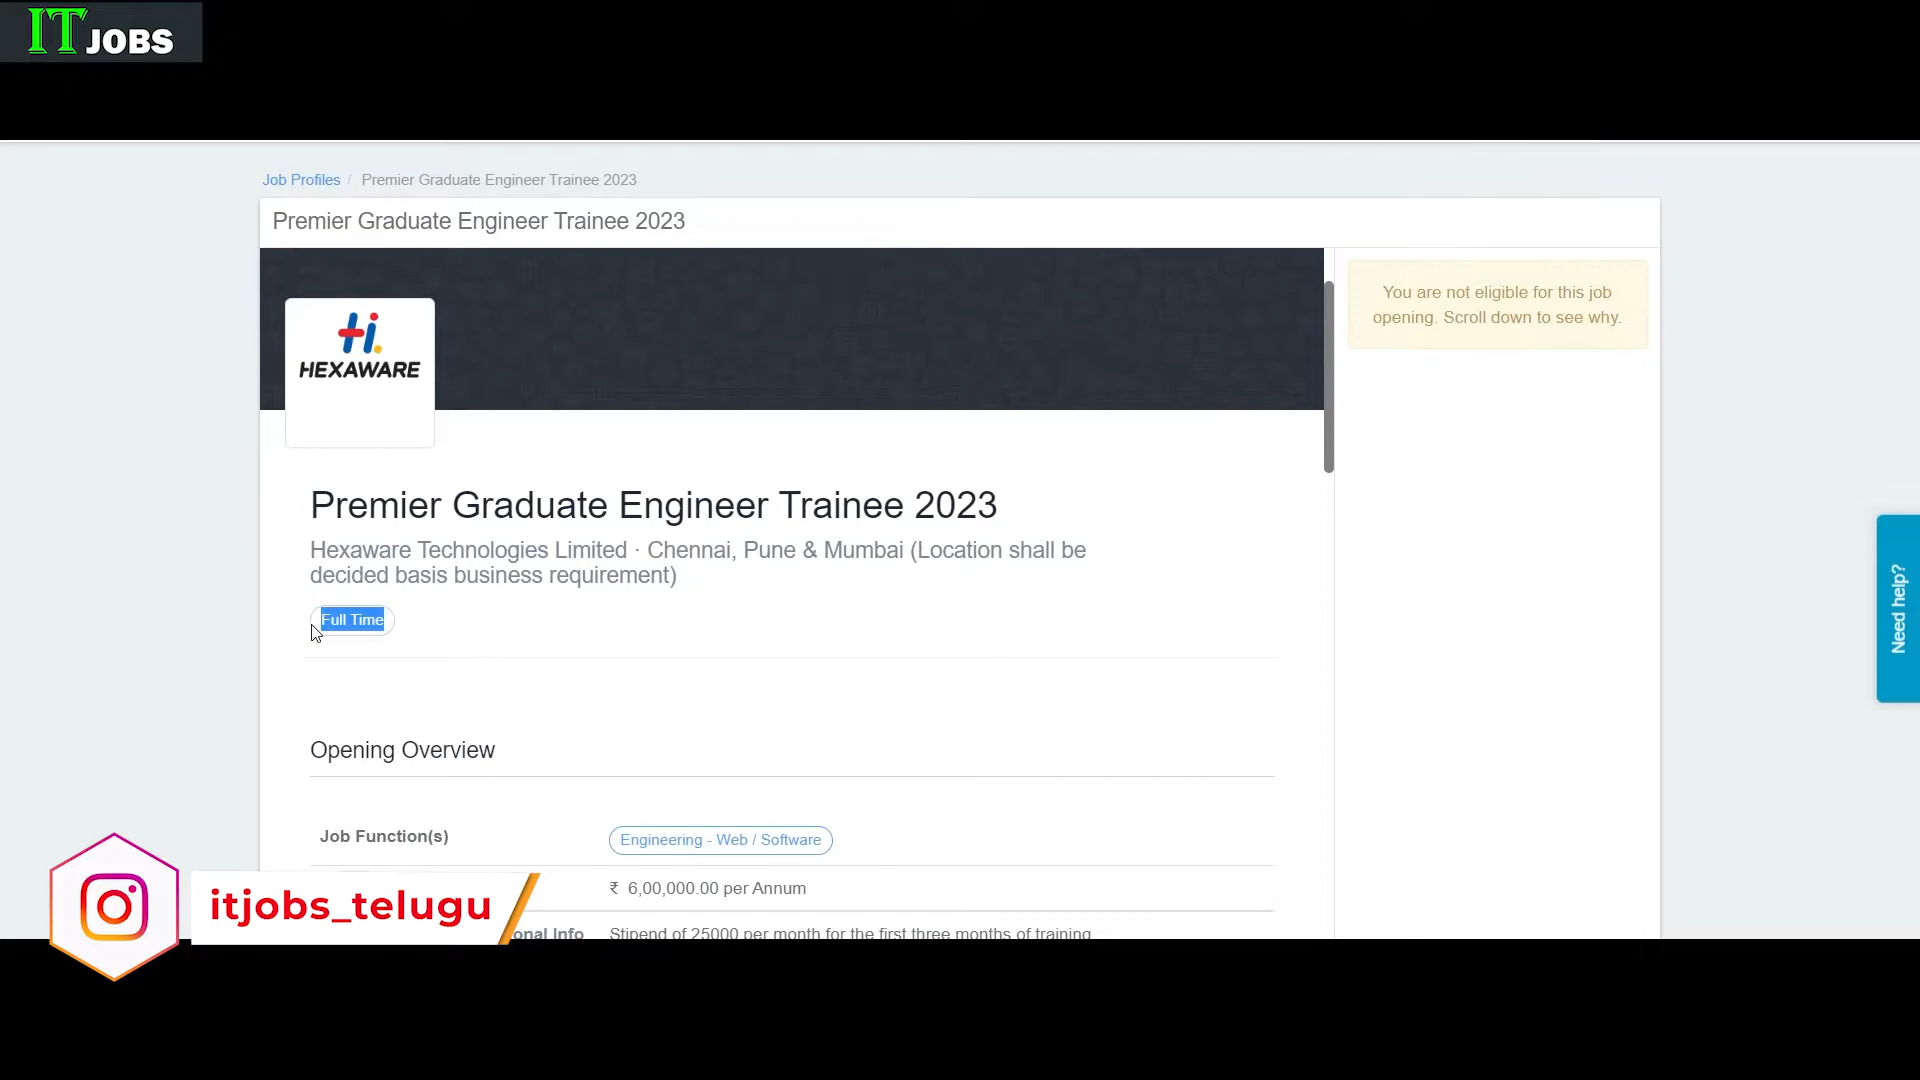 IT JOBS
Job Profiles / Premier Graduate Engineer Trainee 2023
Premier Graduate Engineer Trainee 2023
You are not eligible for this job
opening. Scroll down to see why.
Hi.
HEXAWARE
Premier Graduate Engineer Trainee 2023
Hexaware Technologies Limited · Chennai, Pune & Mumbai (Location shall be
decided basis business requirement)
Full Time
Need help?
Opening Overview
Job Function(s)
Engineering - Web / Software
₹ 6,00,000.00 per Annum
itjobs_telugu
Info Stipend of 25000 per month for the first three months of training